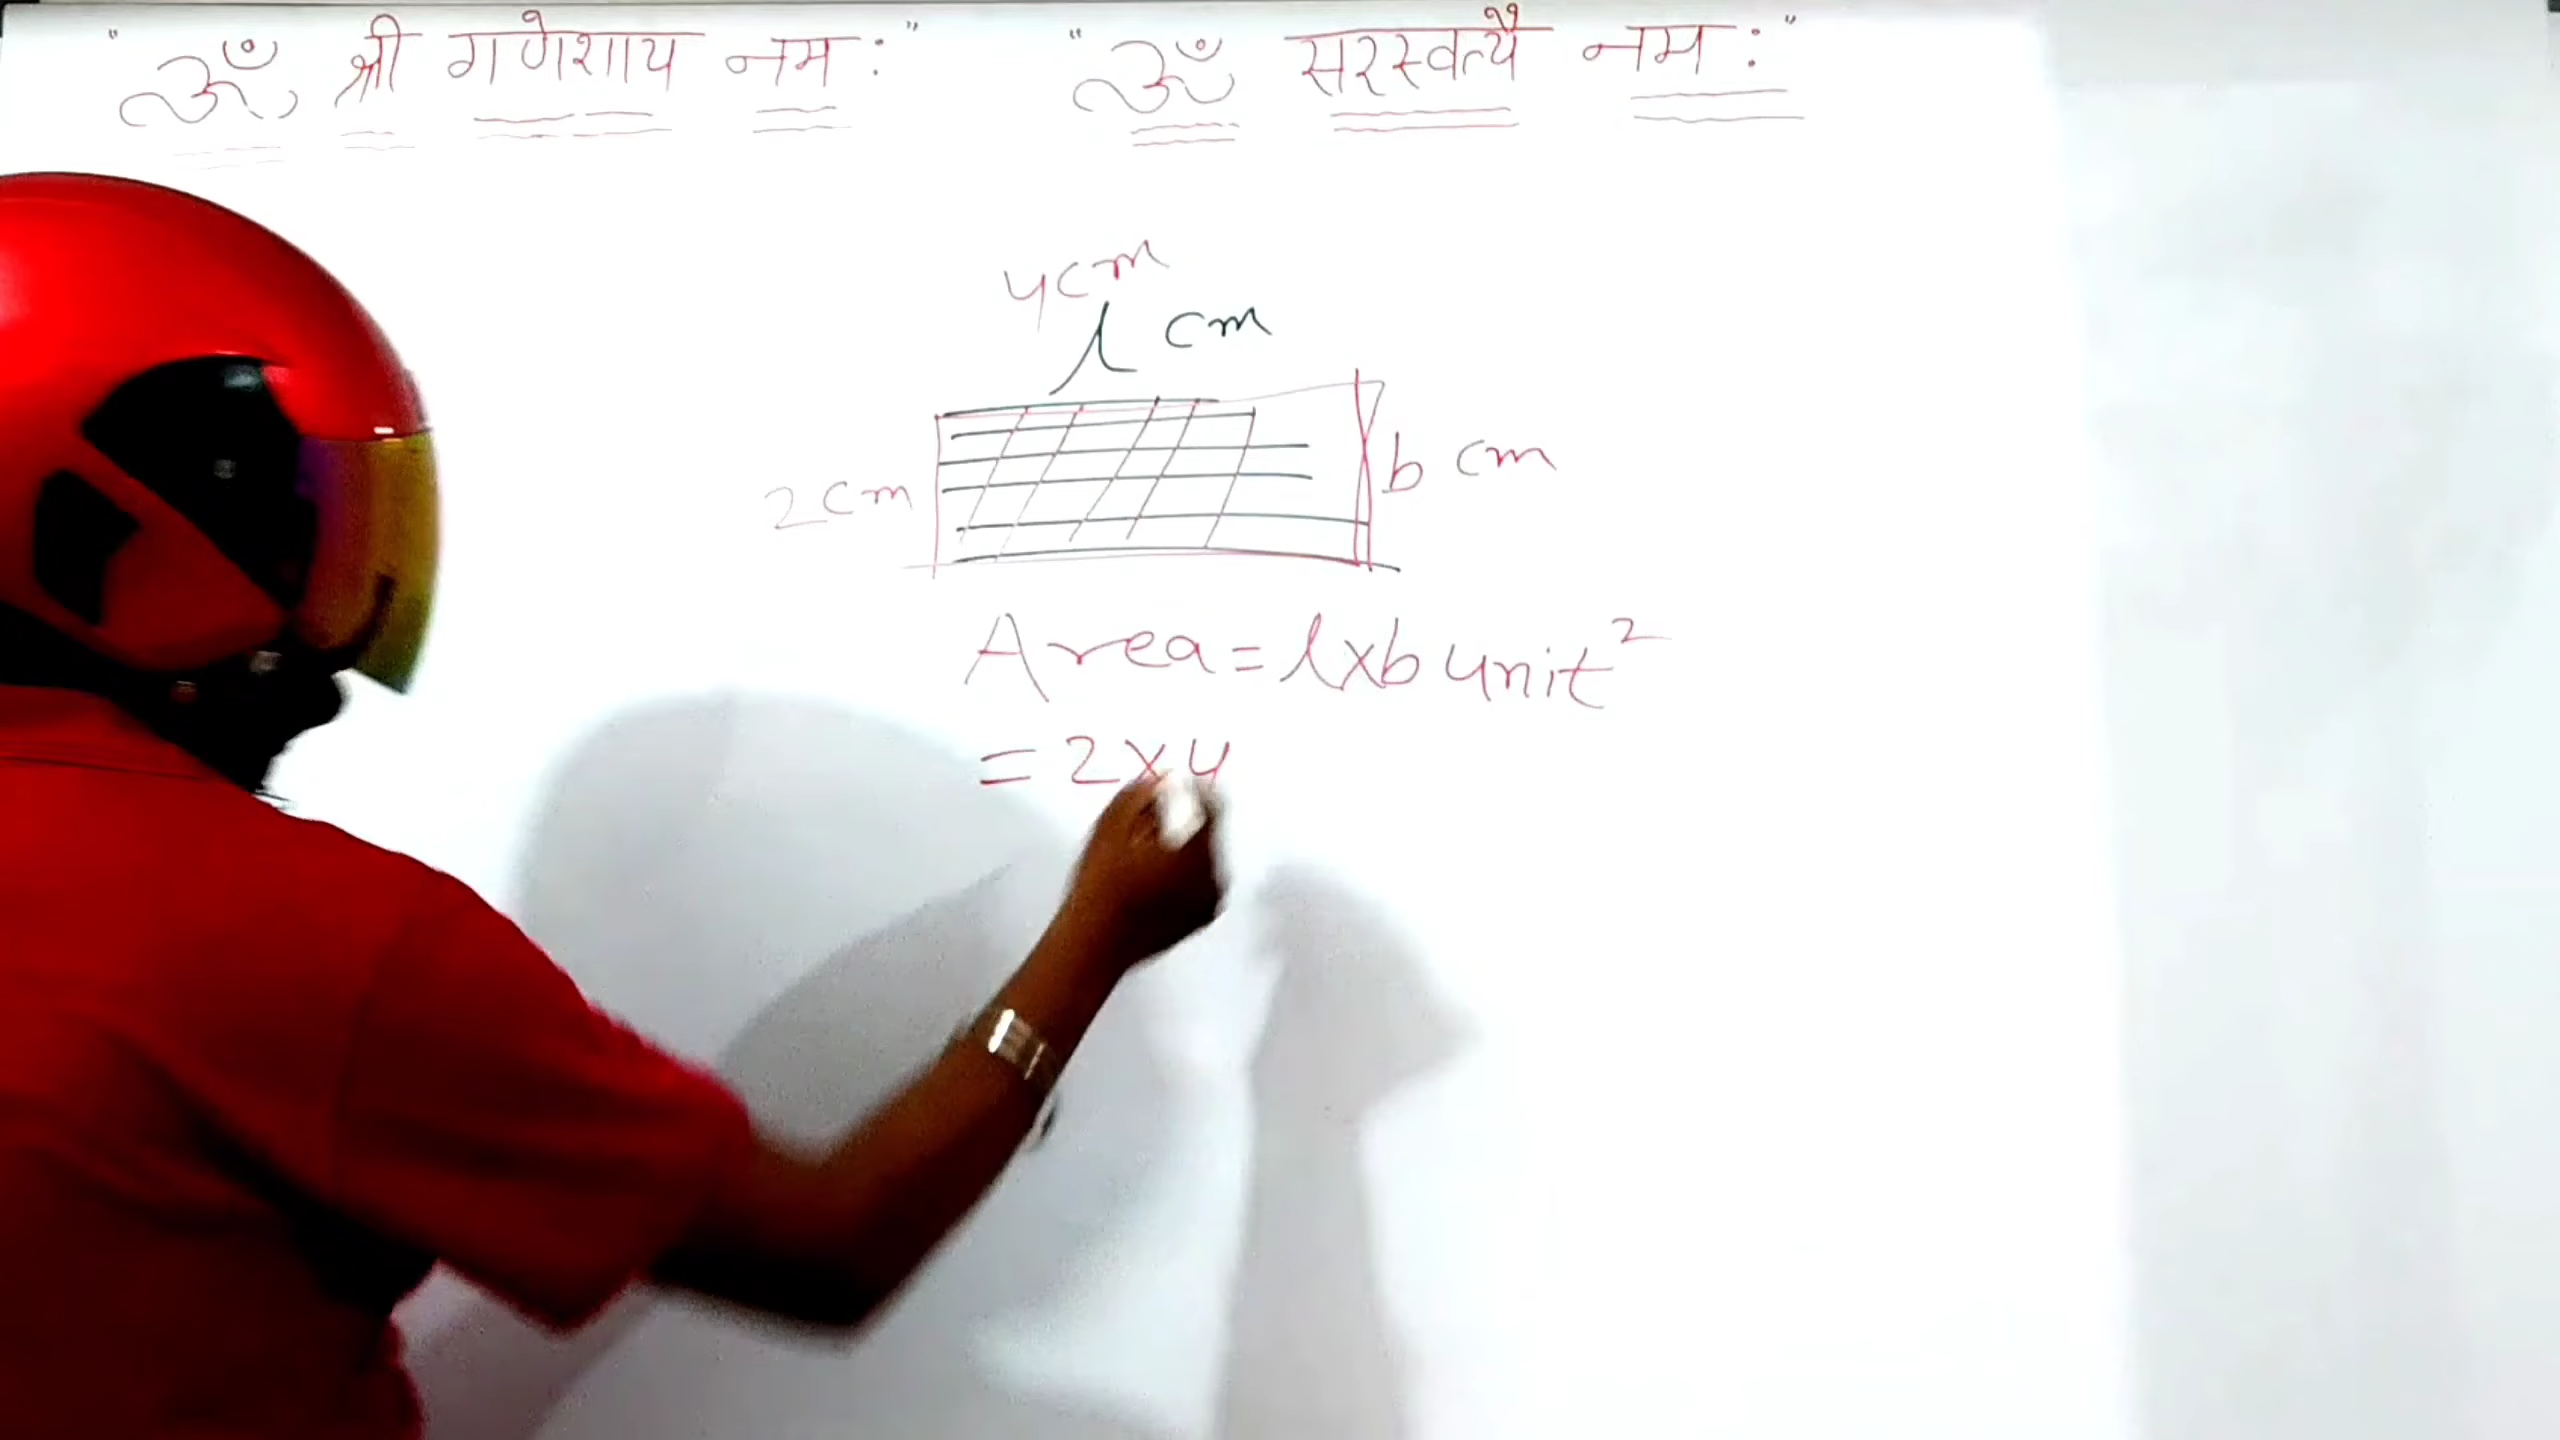 "ॐ श्री गणेशाय नमः" "ॐ सरस्वत्यै नमः"
4cm
l cm
2cm
b cm
Area = l x b unit²
= 2 x 4